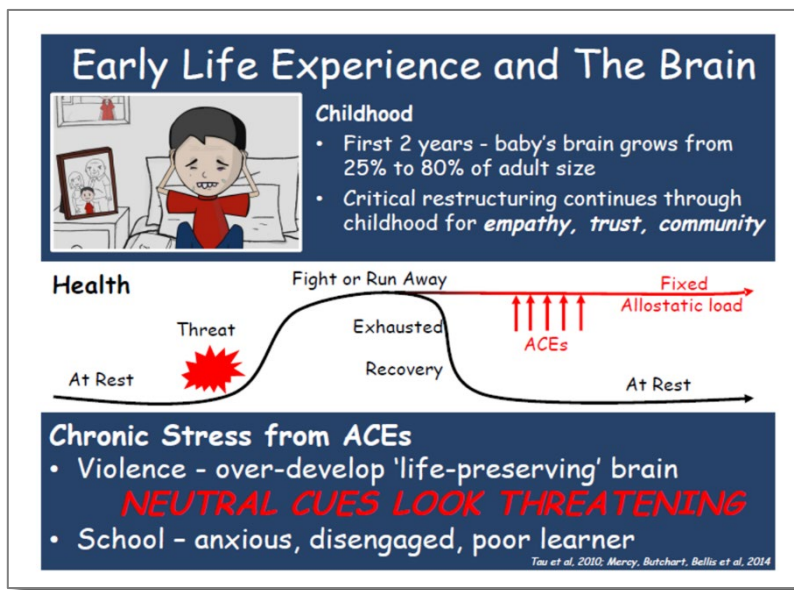 Early Life Experience and The Brain
Childhood
• First 2 years - baby's brain grows from
25% to 80% of adult size
• Critical restructuring continues through
childhood for empathy, trust, community
Health
Fight or Run Away
Fixed
Allostatic load
Threat
Exhausted
ACEs
Recovery
At Rest
At Rest
Chronic Stress from ACEs
• Violence - over-develop 'life-preserving' brain
NEUTRAL CUES LOOK THREATENING
• School – anxious, disengaged, poor learner
Tau et al, 2010; Mercy, Butchart, Bellis et al, 2014